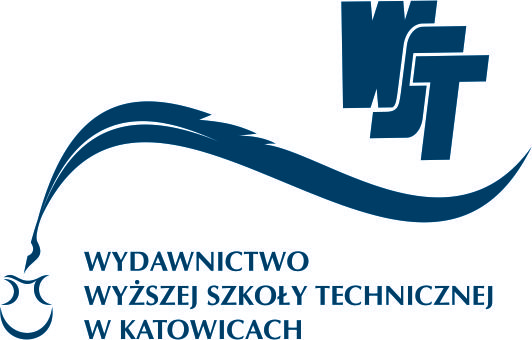 WST
WYDAWNICTWO
WYŻSZEJ SZKOŁY TECHNICZNEJ
W KATOWICACH